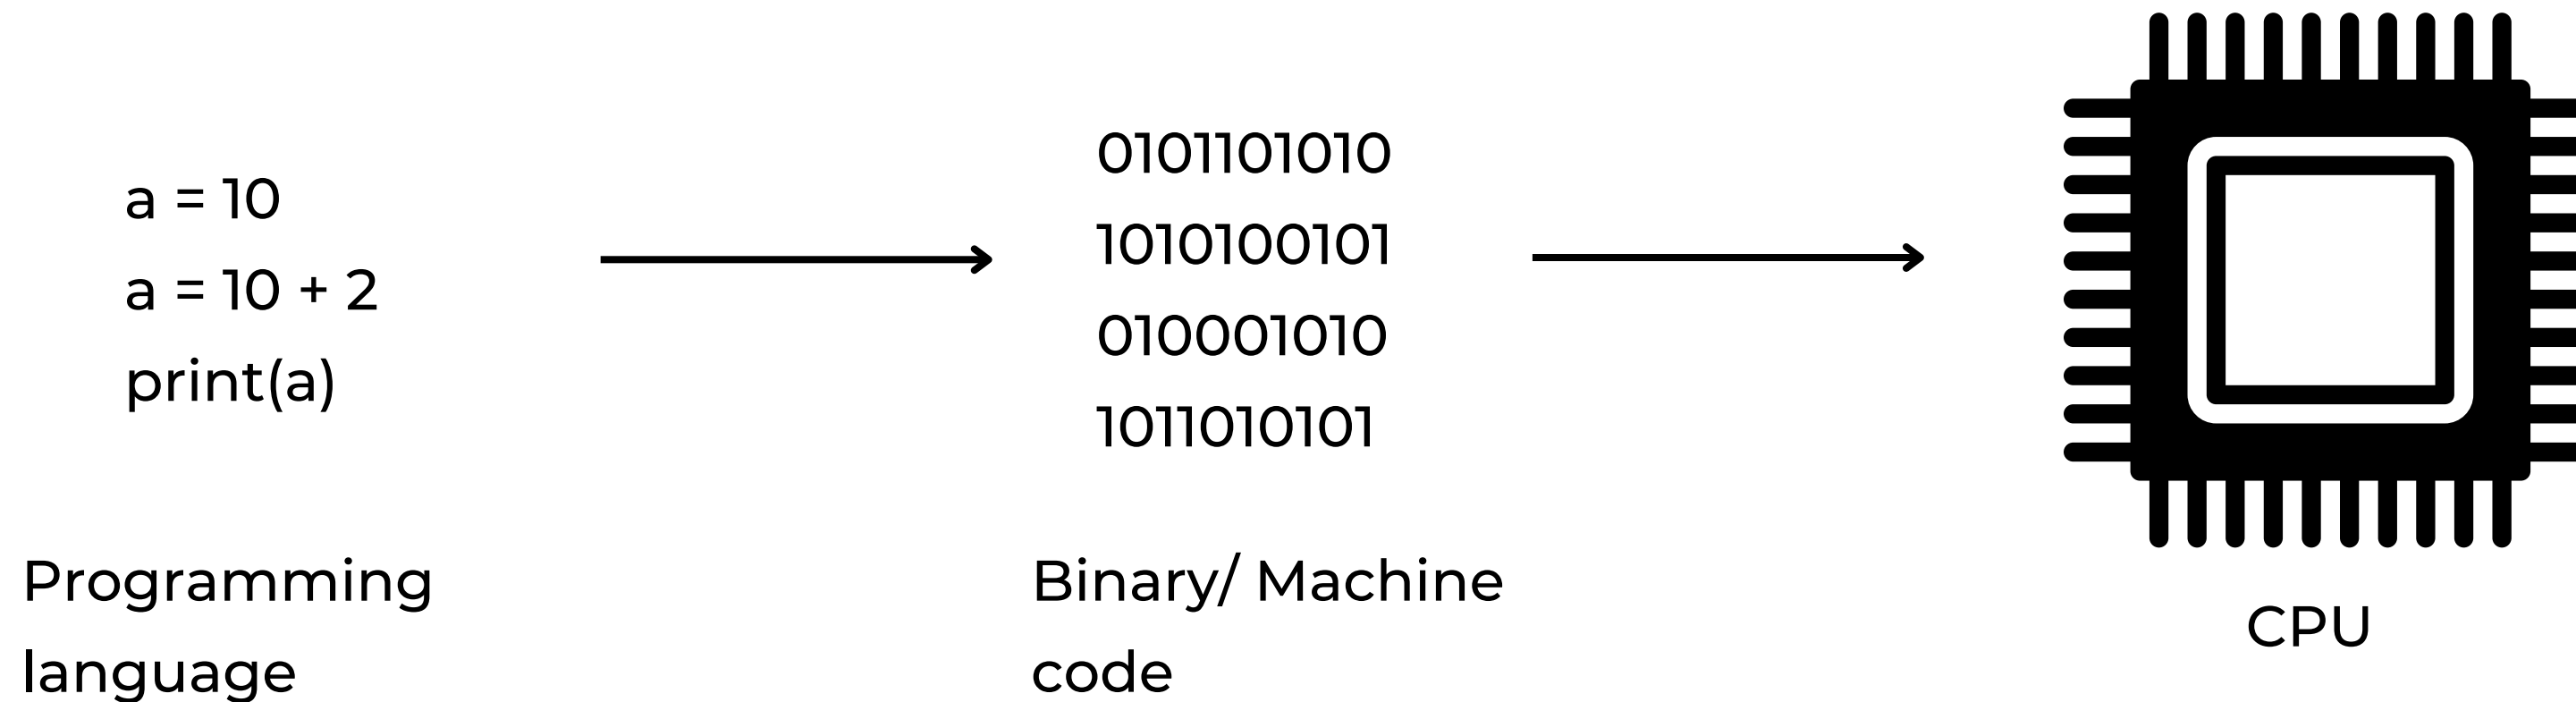 a = 10
a = 10 + 2
print(a)
Programming
language
0101101010
1010100101
010001010
1011010101
Binary/ Machine
code
CPU